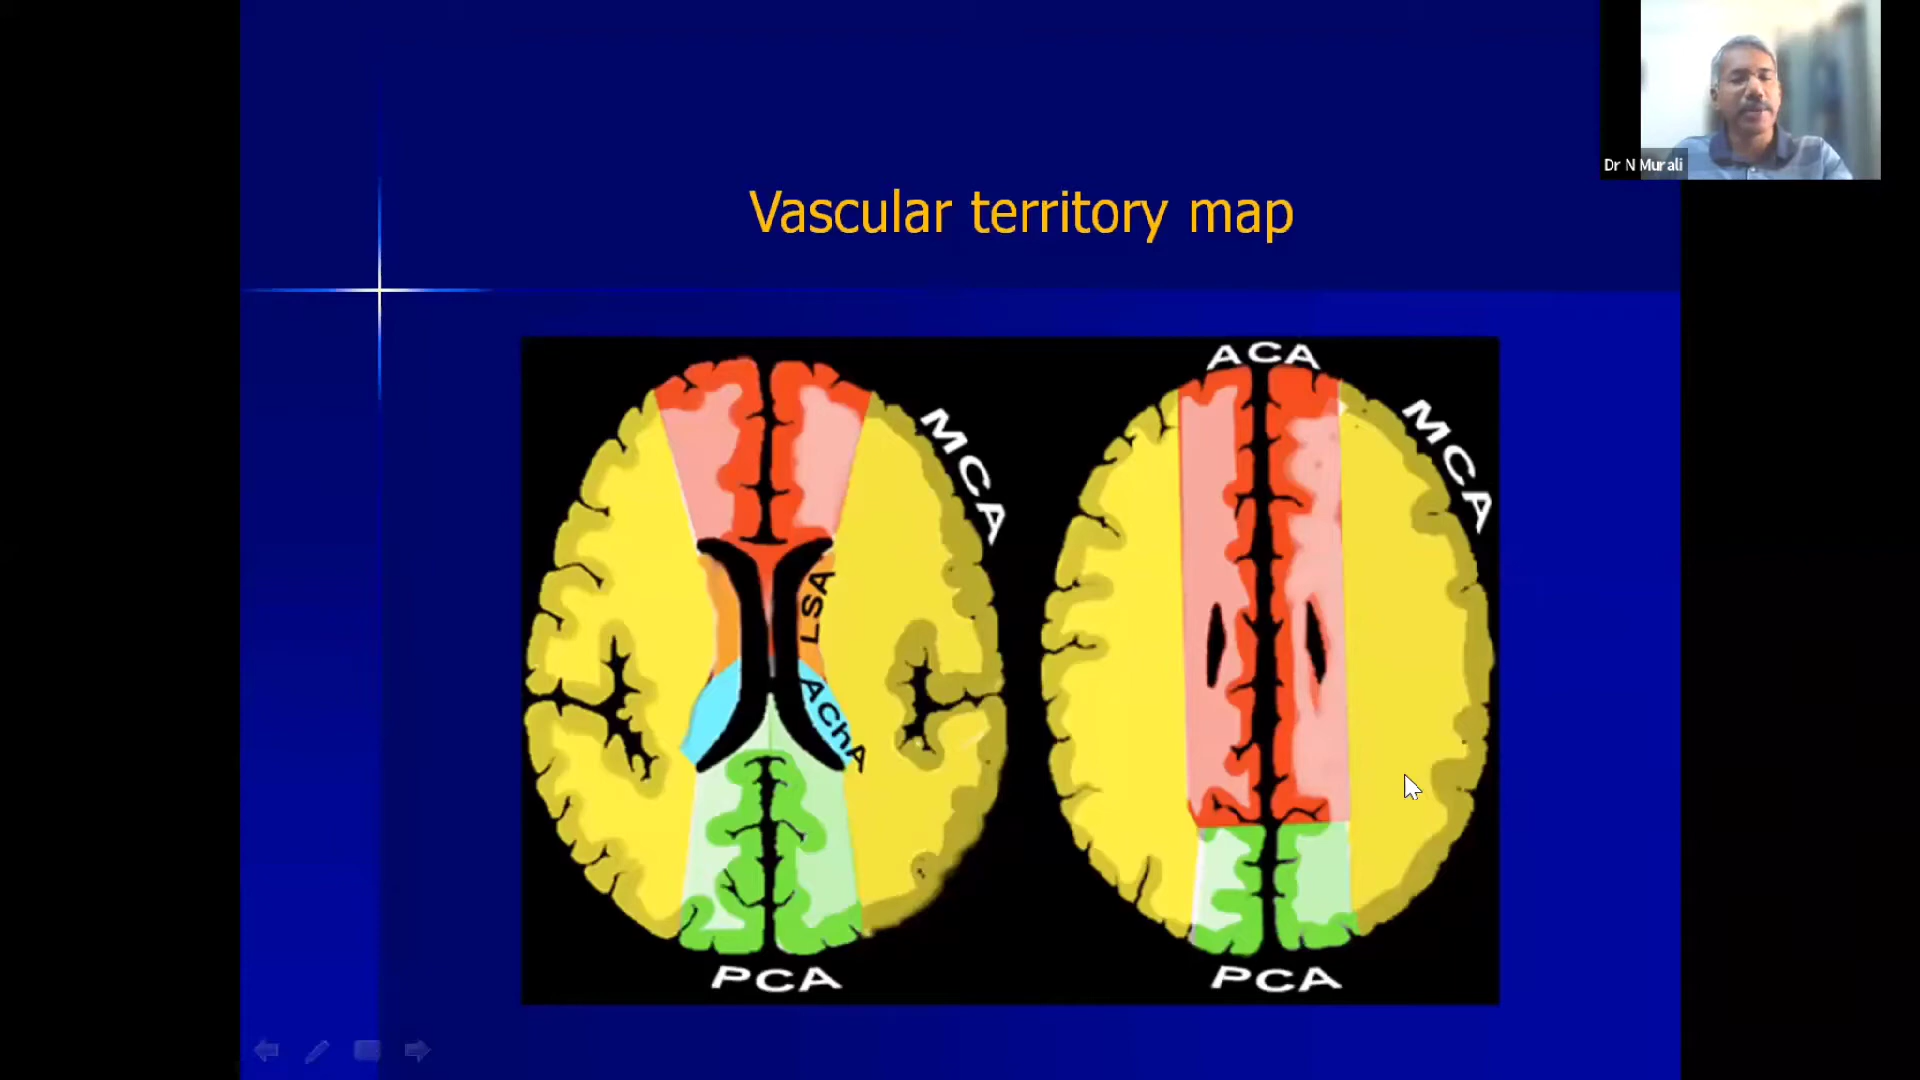 Dr N Murali
Vascular territory map
ACA
MCA
MCA
LSA
AChA
PCA
PCA